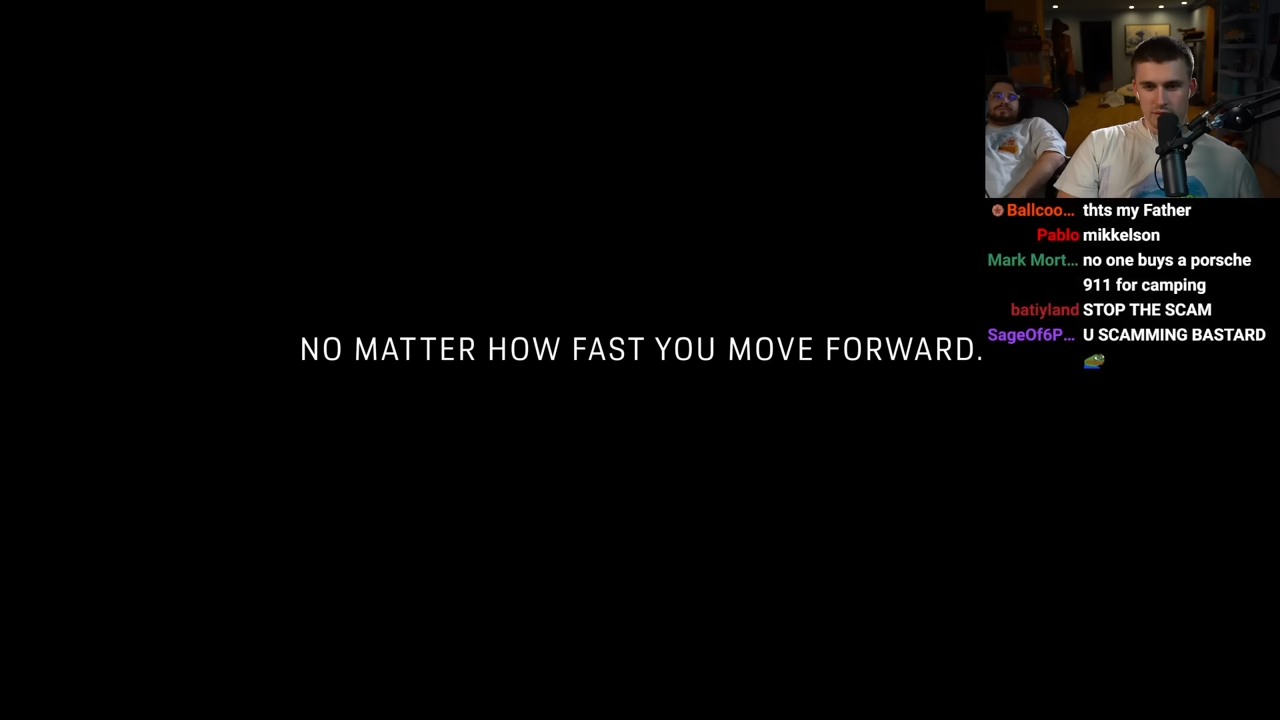 Ballcoo... thts my Father
Pablo mikkelson
Mark Mort... no one buys a porsche
911 for camping
batiyland STOP THE SCAM
SageOf6P... U SCAMMING BASTARD
NO MATTER HOW FAST YOU MOVE FORWARD.